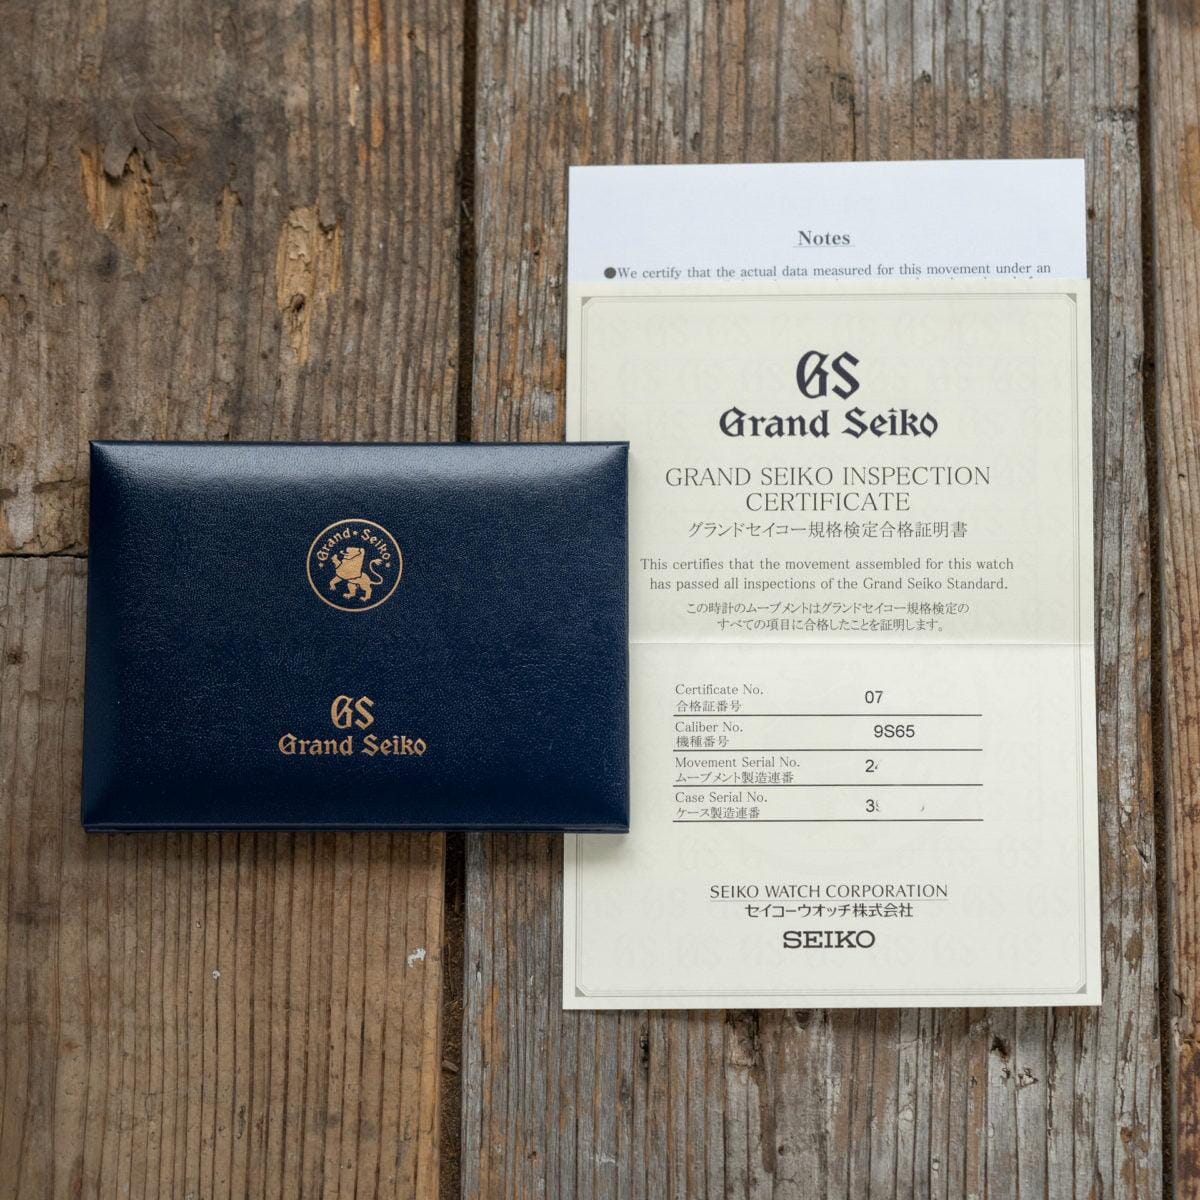 Grand Seiko
GS
Grand Seiko
Notes
●We certify that the actual data measured for this movement under an
GS
Grand Seiko
GRAND SEIKO INSPECTION
CERTIFICATE
グランドセイコー規格検定合格証明書
This certifies that the movement assembled for this watch
has passed all inspections of the Grand Seiko Standard.
この時計のムーブメントはグランドセイコー規格検定の
すべての項目に合格したことを証明します。
Certificate No.
合格証番号
07
Caliber No.
機種番号
9S65
Movement Serial No.
ムーブメント製造連番
2
Case Serial No.
ケース製造連番
3
SEIKO WATCH CORPORATION
セイコーウオッチ株式会社
SEIKO